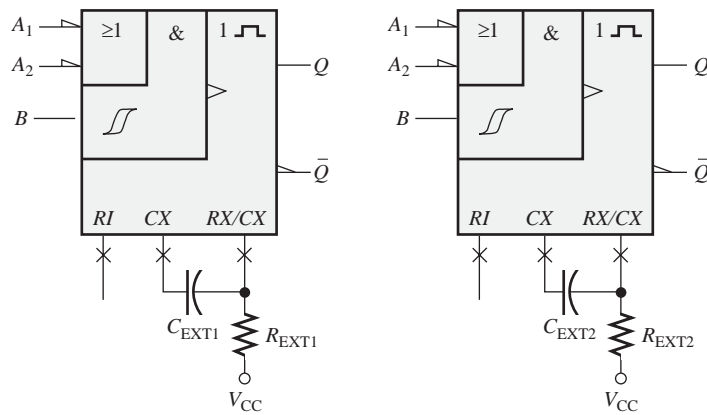 A1 ≥1 & 1 Q
A2
B
Q̄
RI CX RX/CX
CEXT1
REXT1
VCC
A1 ≥1 & 1 Q
A2
B
Q̄
RI CX RX/CX
CEXT2
REXT2
VCC